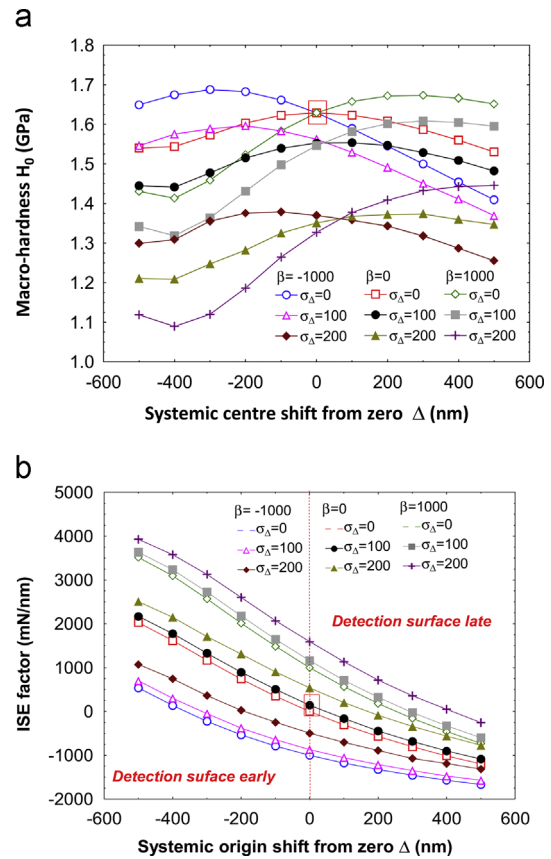 a
Macro-hardness H0 (GPa)
1.8
1.7
1.6
1.5
1.4
1.3
1.2
1.1
1.0
β= -1000 β=0 β=1000
σΔ=0 σΔ=0 σΔ=0
σΔ=100 σΔ=100 σΔ=100
σΔ=200 σΔ=200 σΔ=200
-600 -400 -200 0 200 400 600
Systemic centre shift from zero Δ (nm)
b
ISE factor (mN/nm)
5000
4000
3000
2000
1000
0
-1000
-2000
β= -1000 β=0 β=1000
σΔ=0 σΔ=0 σΔ=0
σΔ=100 σΔ=100 σΔ=100
σΔ=200 σΔ=200 σΔ=200
Detection surface late
Detection suface early
-600 -400 -200 0 200 400 600
Systemic origin shift from zero Δ (nm)